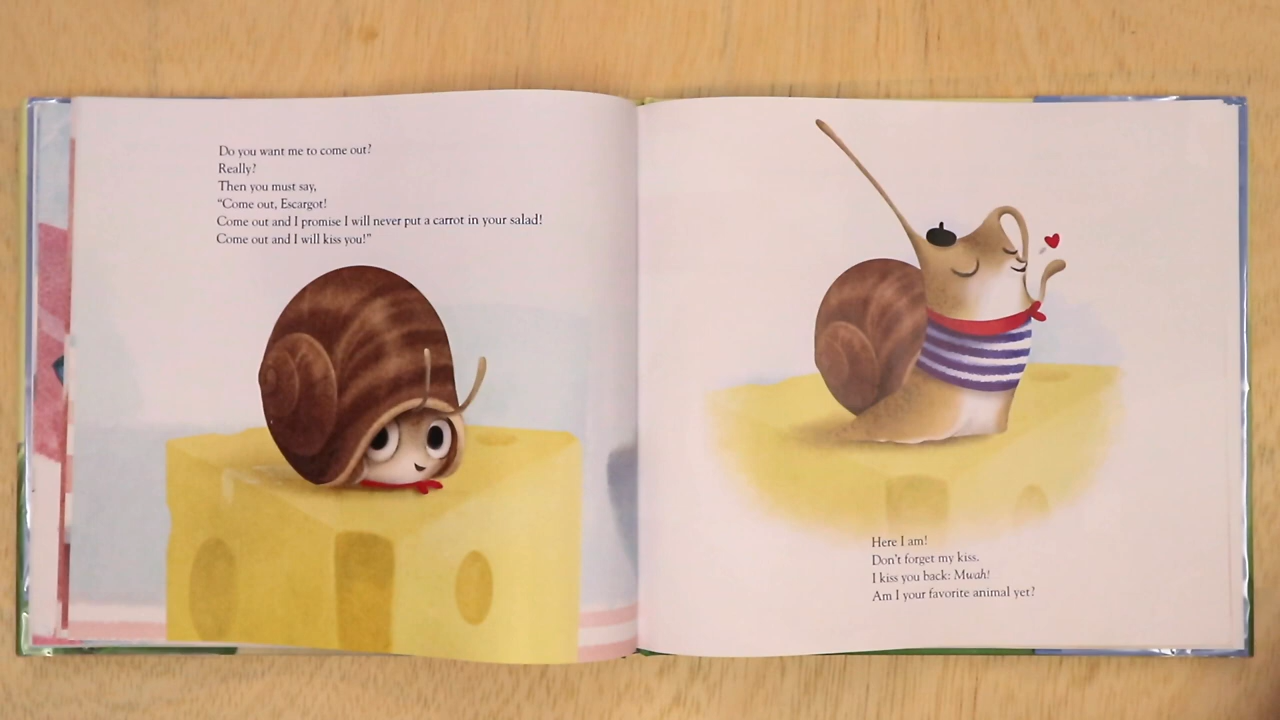 Do you want me to come out?
Really?
Then you must say,
“Come out, Escargot!
Come out and I promise I will never put a carrot in your salad!
Come out and I will kiss you!”
Here I am!
Don't forget my kiss.
I kiss you back: Mwah!
Am I your favorite animal yet?